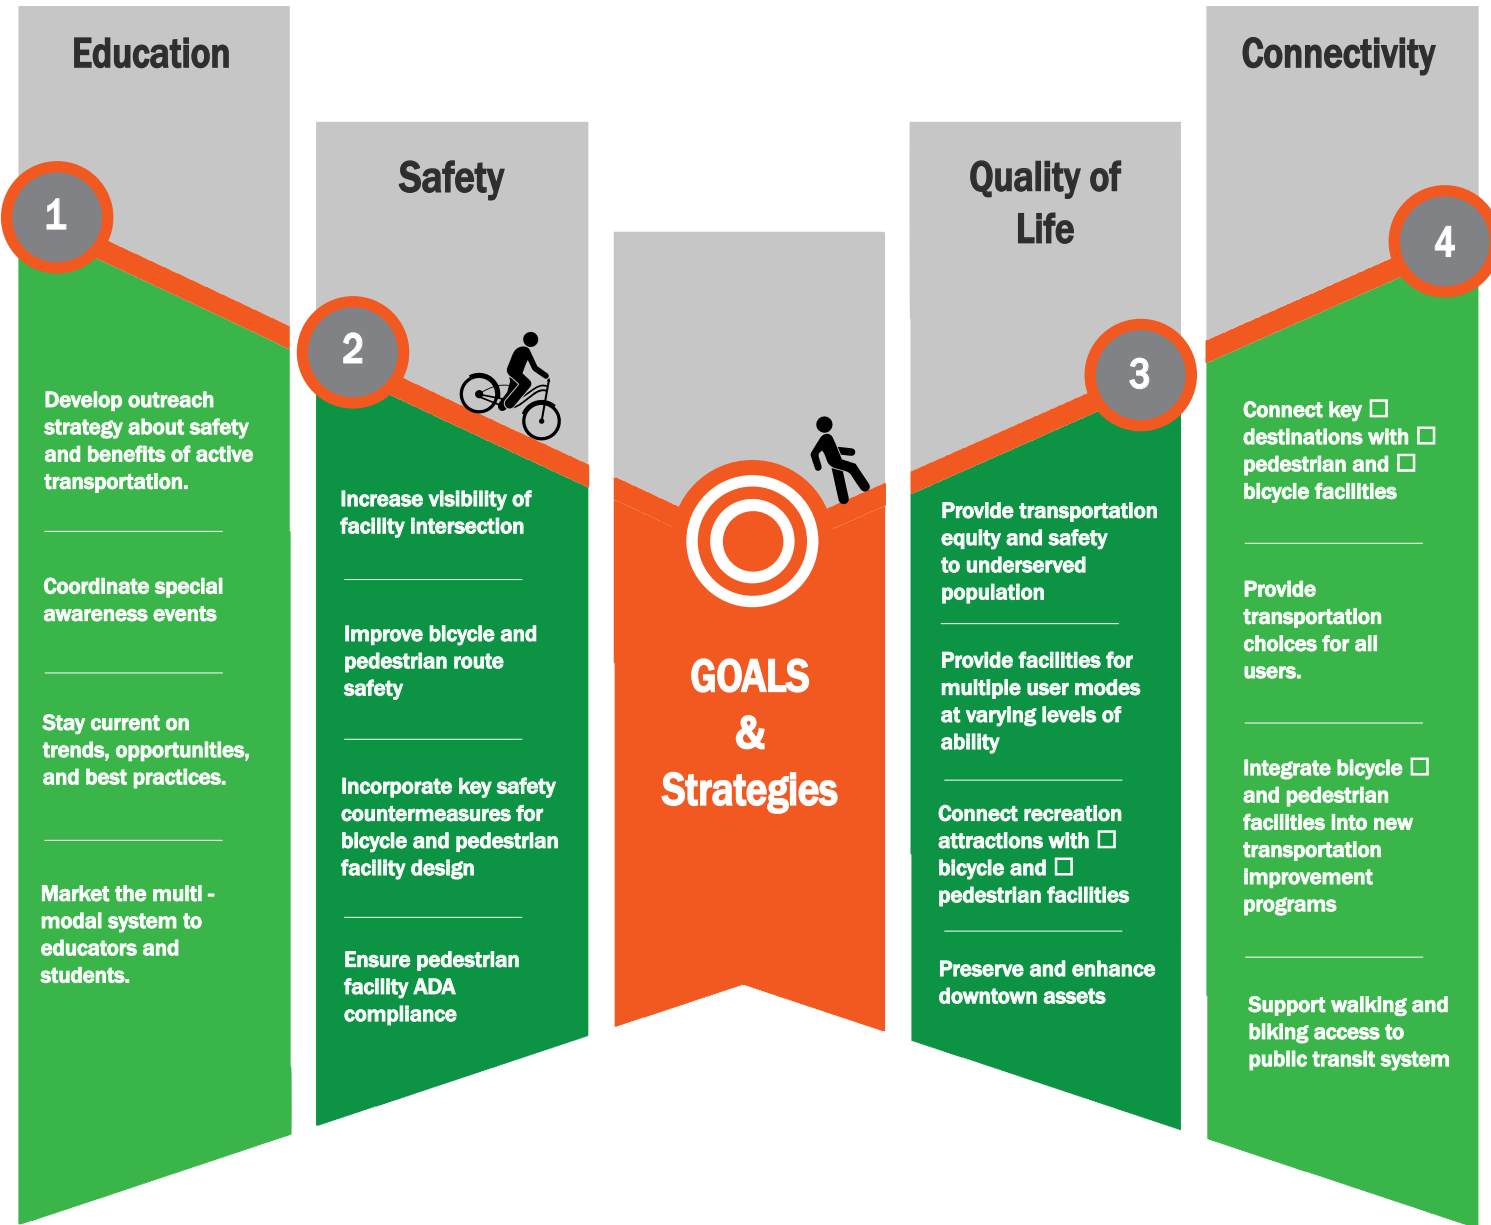 Education
1
Develop outreach
strategy about safety
and benefits of active
transportation.
Coordinate special
awareness events
Stay current on
trends, opportunities,
and best practices.
Market the multi -
modal system to
educators and
students.
Safety
2
Increase visibility of
facility intersection
Improve bicycle and
pedestrian route
safety
Incorporate key safety
countermeasures for
bicycle and pedestrian
facility design
Ensure pedestrian
facility ADA
compliance
GOALS
&
Strategies
Quality of
Life
3
Provide transportation
equity and safety
to underserved
population
Provide facilities for
multiple user modes
at varying levels of
ability
Connect recreation
attractions with □
bicycle and □
pedestrian facilities
Preserve and enhance
downtown assets
Connectivity
4
Connect key □
destinations with □
pedestrian and □
bicycle facilities
Provide
transportation
choices for all
users.
Integrate bicycle □
and pedestrian
facilities into new
transportation
improvement
programs
Support walking and
biking access to
public transit system